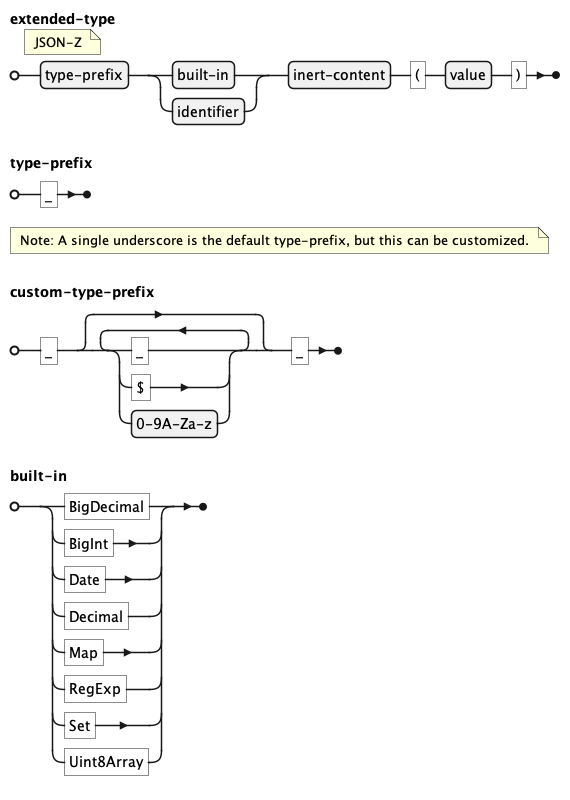 extended-type
JSON-Z
type-prefix built-in inert-content ( value )
identifier
type-prefix
_
Note: A single underscore is the default type-prefix, but this can be customized.
custom-type-prefix
_ _ _
$
0-9A-Za-z
built-in
BigDecimal
BigInt
Date
Decimal
Map
RegExp
Set
Uint8Array